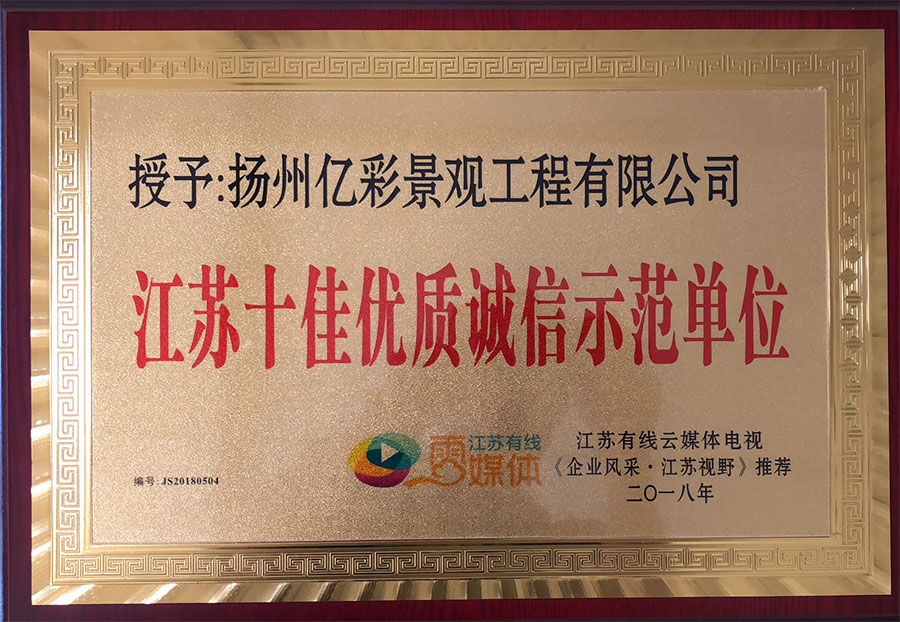 授予:扬州亿彩景观工程有限公司
江苏十佳优质诚信示范单位
江苏有线
雲媒体
江苏有线云媒体电视
《企业风采·江苏视野》推荐
二〇一八年
编号:JS20180504